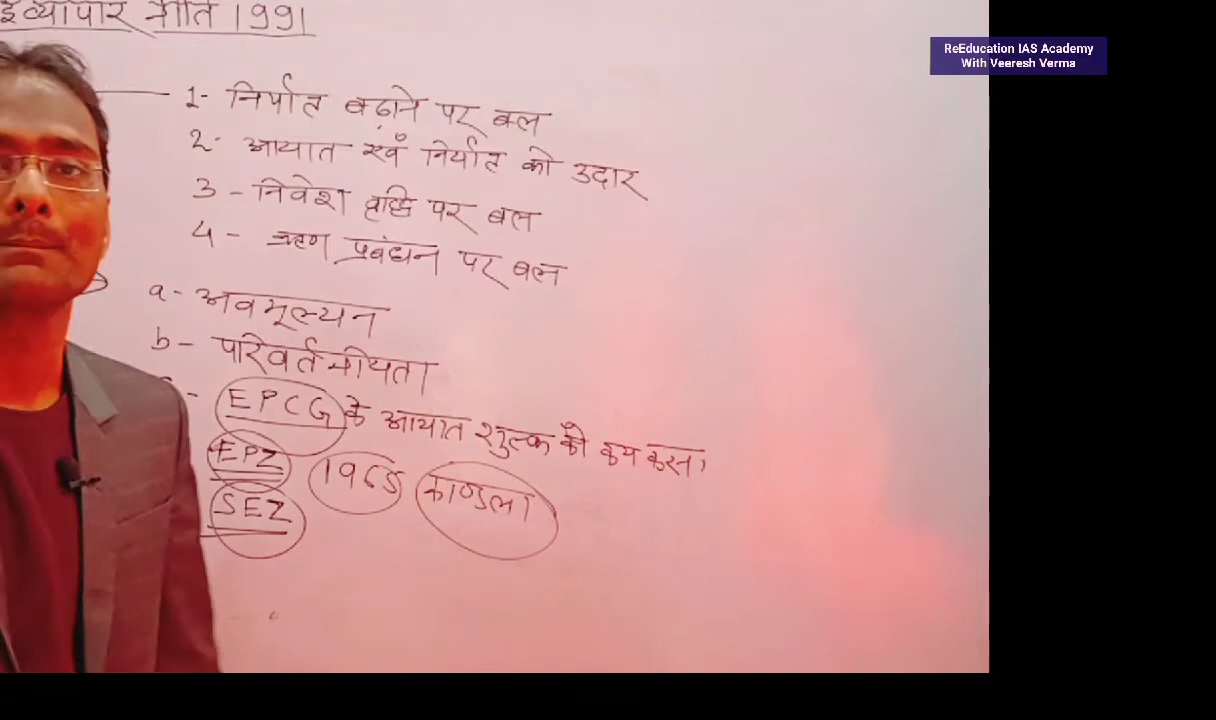 व्यापार नीति 1991
ReEducation IAS Academy
With Veeresh Verma
1- निर्यात बढ़ाने पर बल
2- आयात एवं निर्यात को उदार
3 - निवेश वृद्धि पर बल
4 - ऋण प्रबंधन पर बल
a- अवमूल्यन
b - परिवर्तनीयता
- EPCG के आयात शुल्क को कम करना
EPZ 1965 काण्डला
SEZ